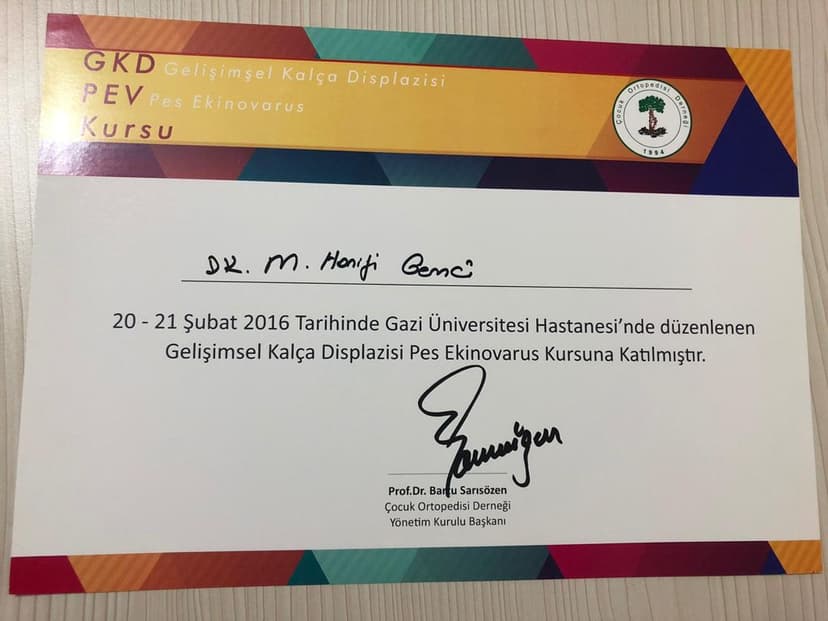 GKD Gelişimşel Kalça Displazisi
PEV Pes Ekinovarus
Kursu
Çocuk Ortopedisi Derneği
1994
DR. M. Hanifi Genci
20 - 21 Şubat 2016 Tarihinde Gazi Üniversitesi Hastanesi’nde düzenlenen
Gelişimsel Kalça Displazisi Pes Ekinovarus Kursuna Katılmıştır.
Prof.Dr. Bartu Sarısözen
Çocuk Ortopedisi Derneği
Yönetim Kurulu Başkanı